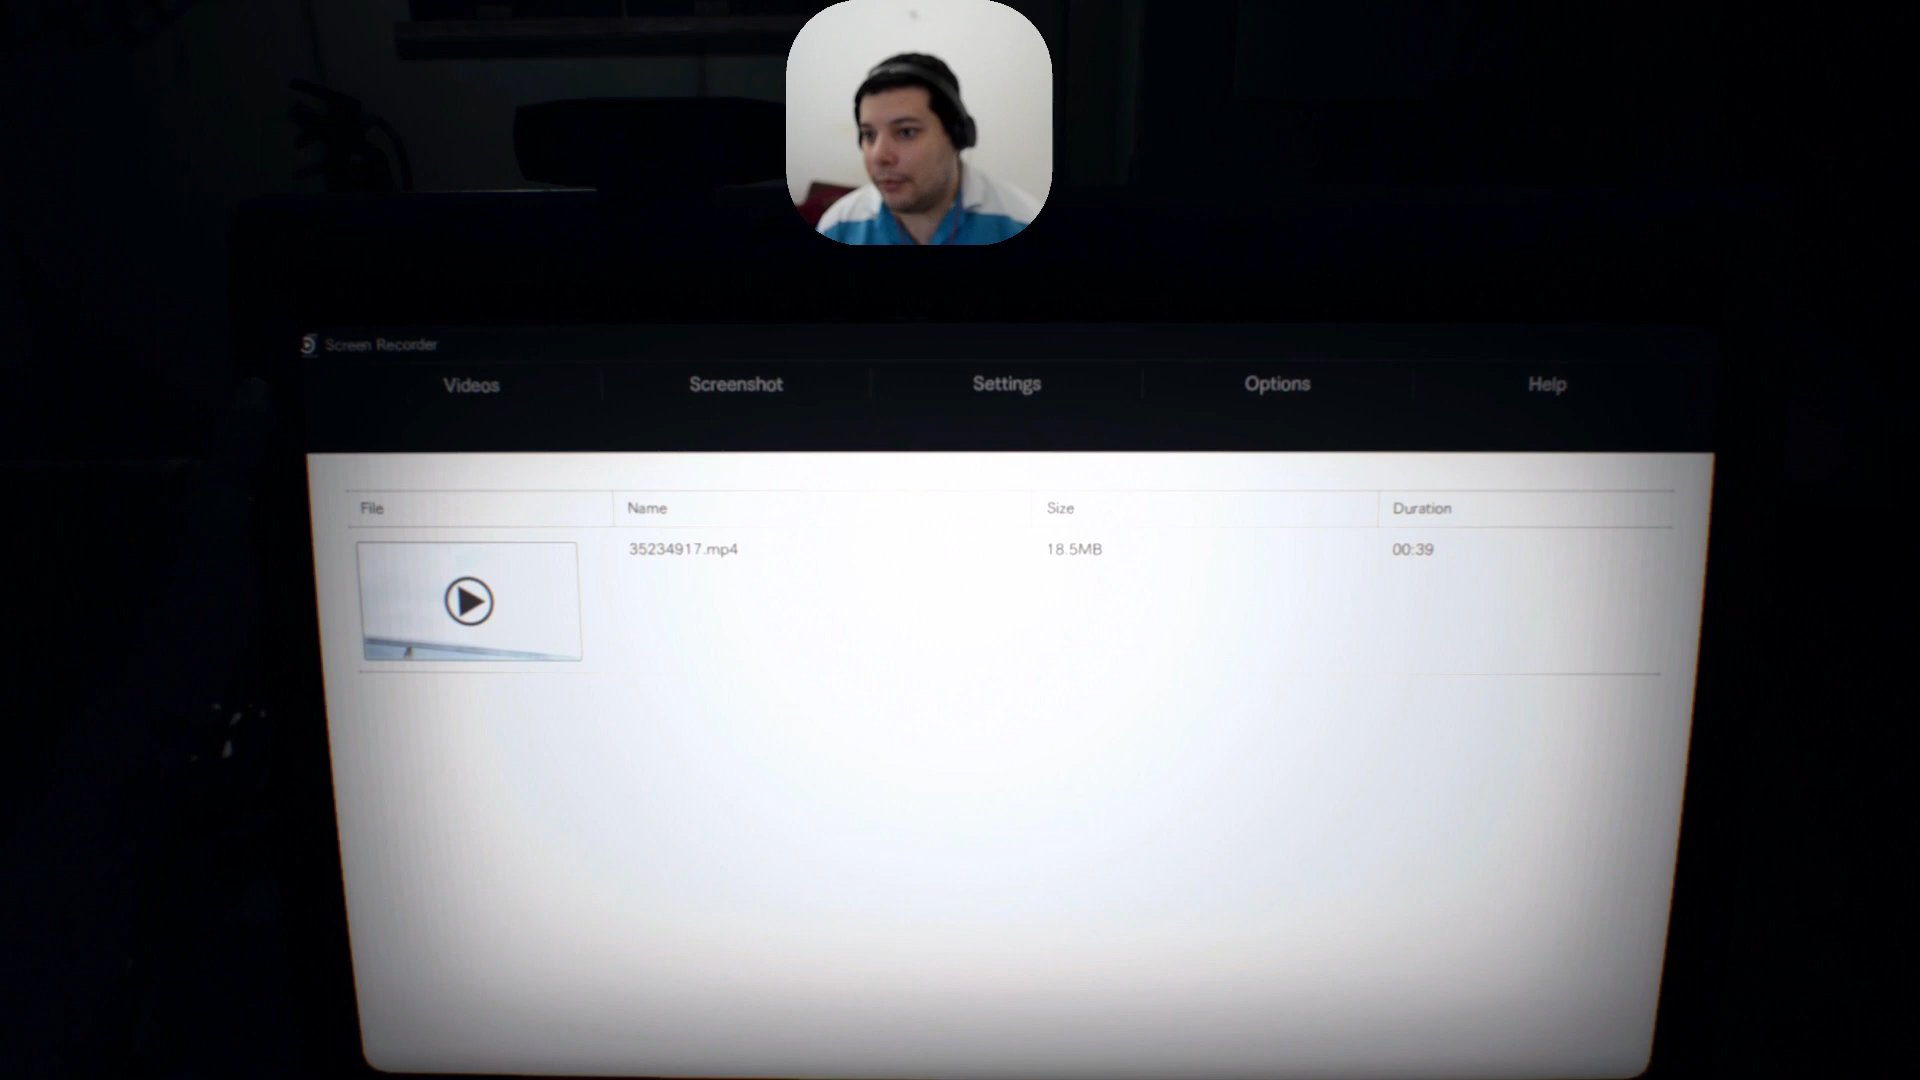 Screen Recorder
Videos Screenshot Settings Options Help
File Name Size Duration
35234917.mp4 18.5MB 00:39